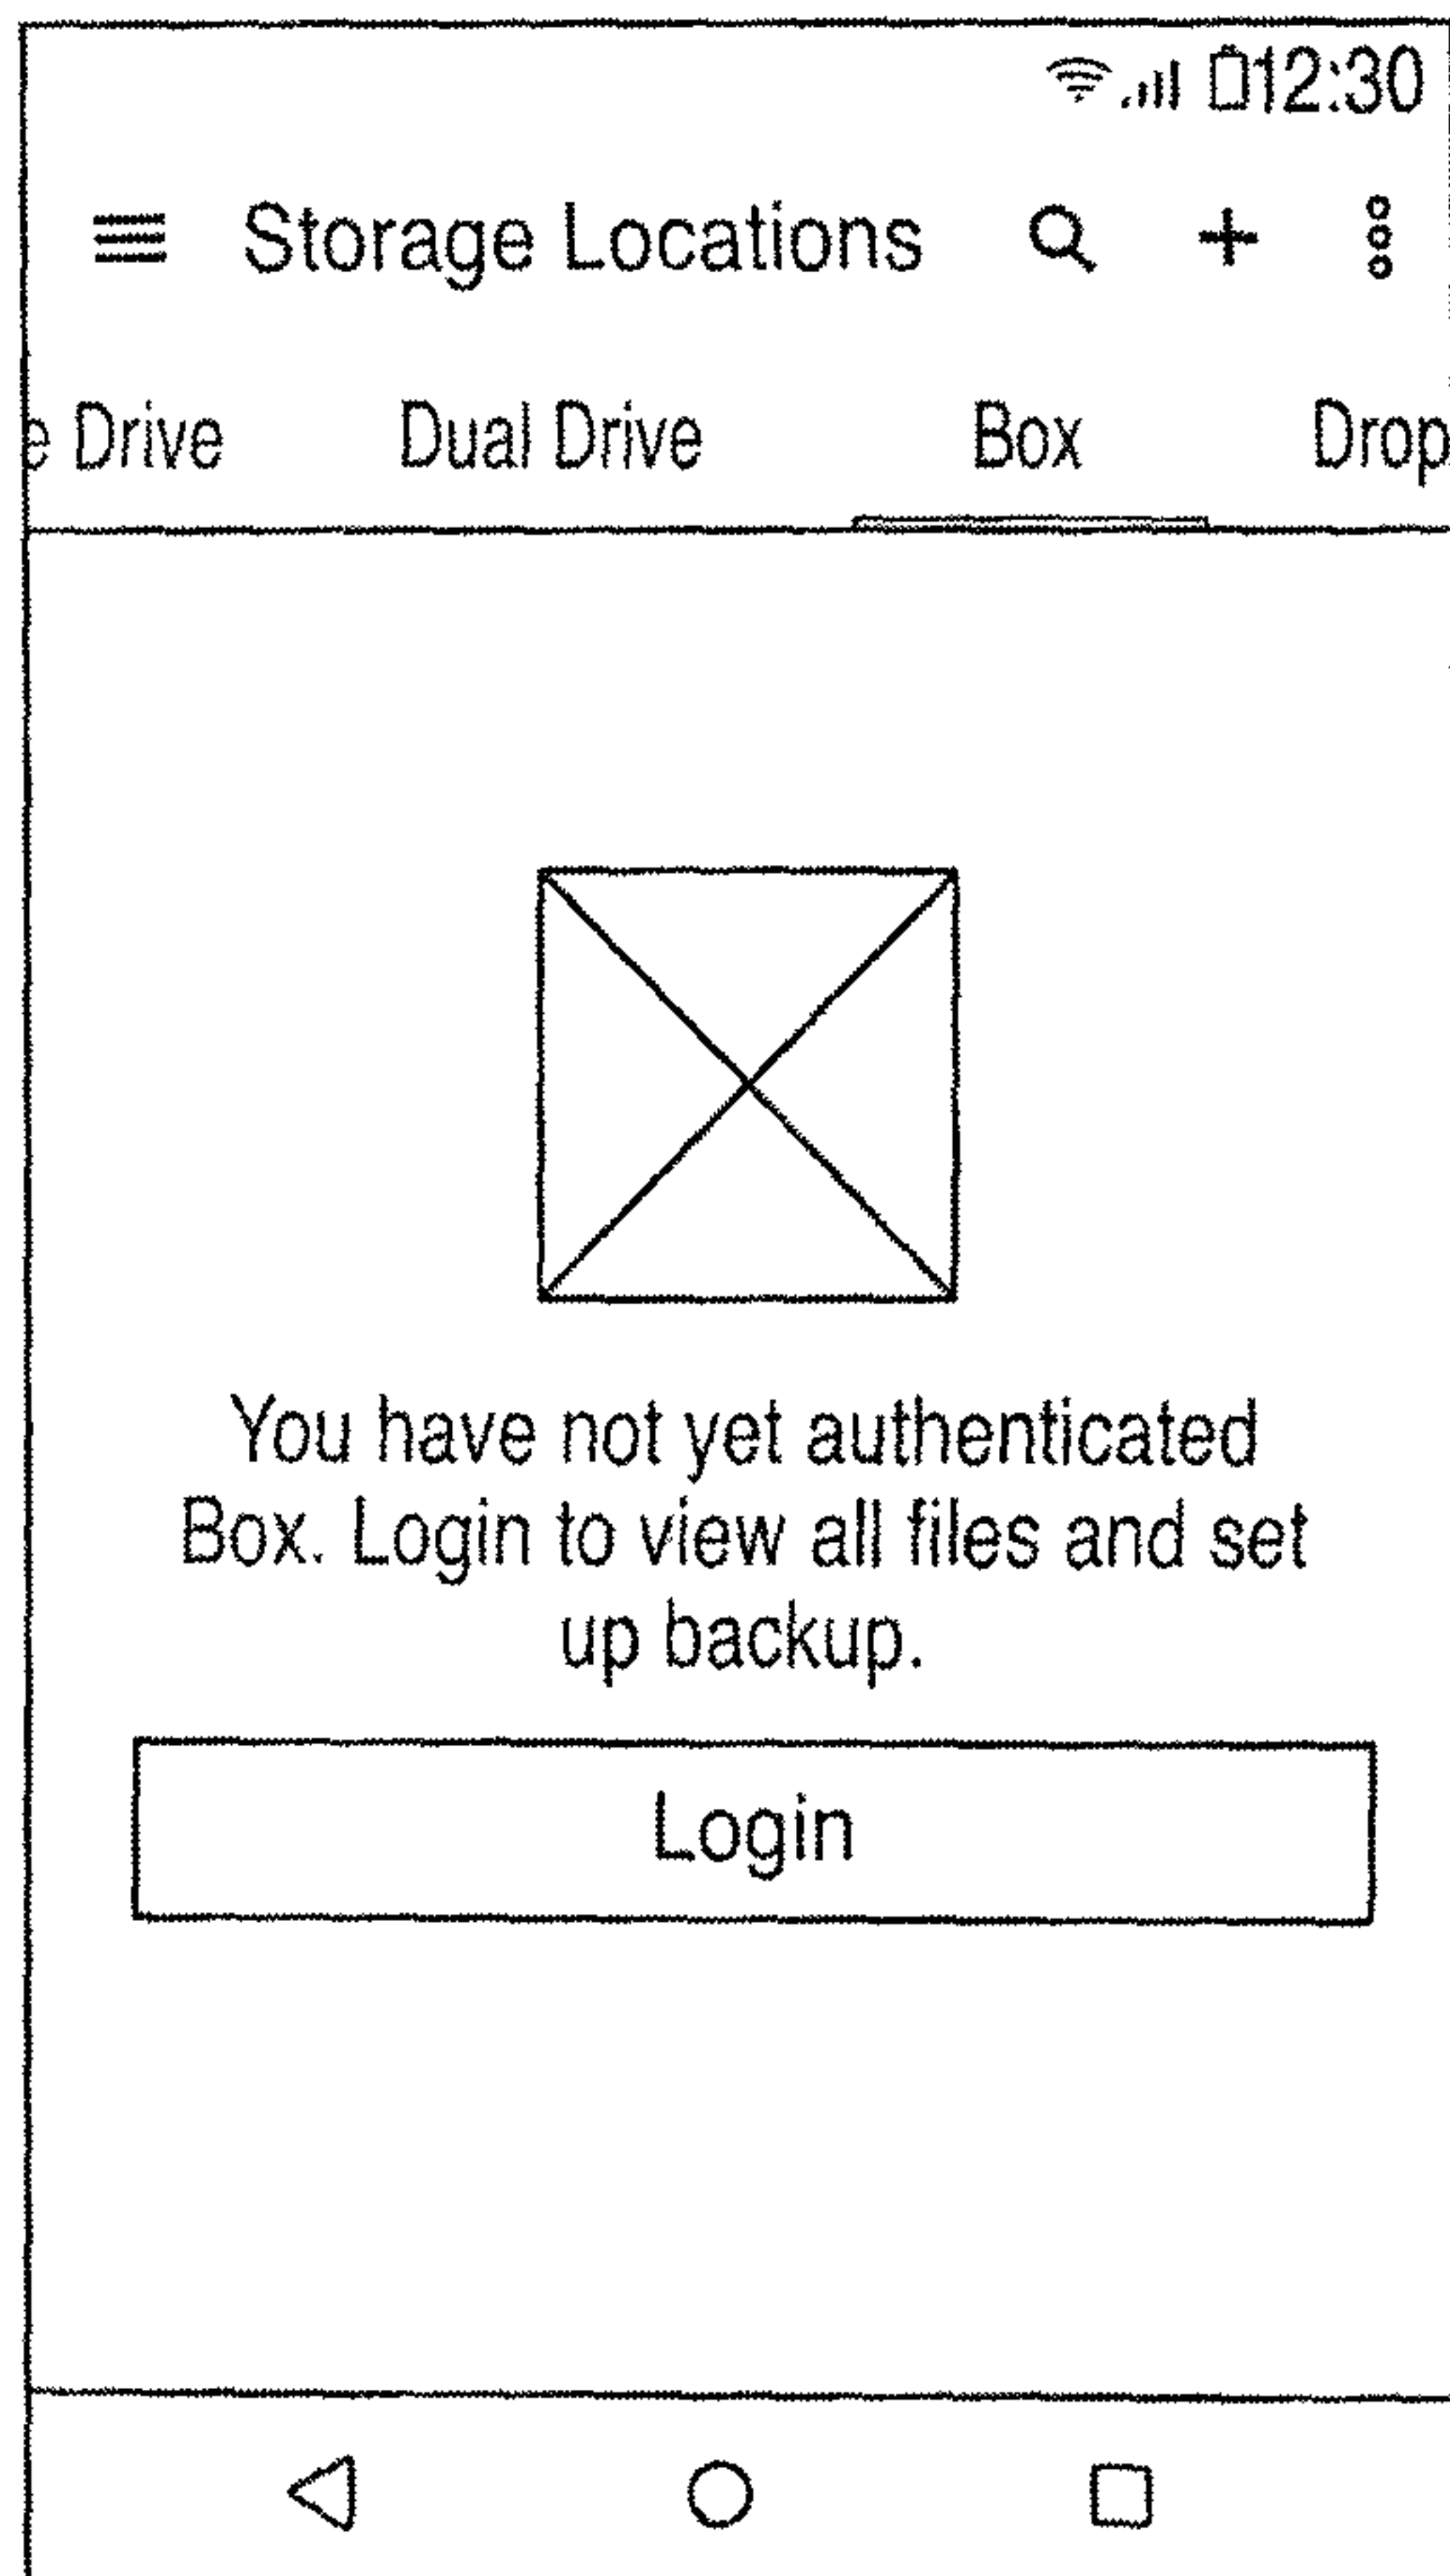 12:30
Storage Locations
e Drive Dual Drive Box Drop
You have not yet authenticated
Box. Login to view all files and set
up backup.
Login